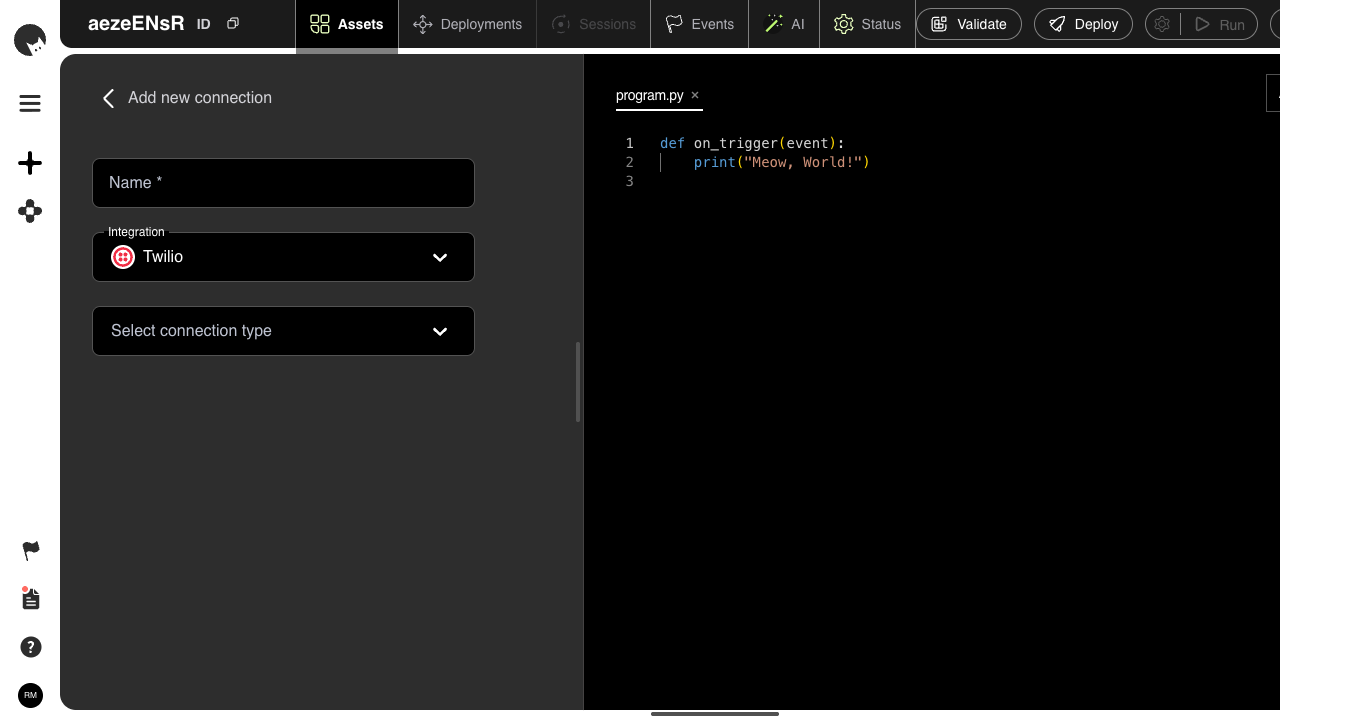 aezeENsR ID Assets Deployments Sessions Events AI Status Validate Deploy Run
Add new connection
program.py
Name *
Integration
Twilio
Select connection type
1 def on_trigger(event):
2 print("Meow, World!")
3
?
RM